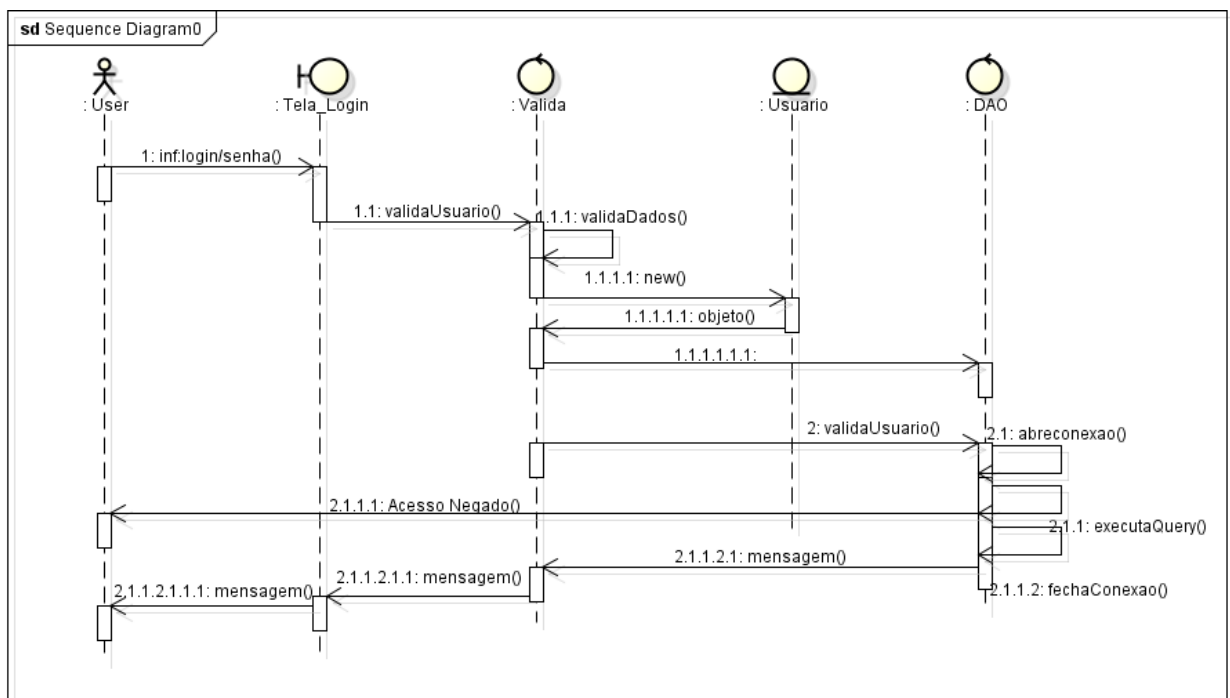 sd Sequence Diagram0
: User
: Tela_Login
: Valida
: Usuario
: DAO
1: inf:login/senha()
1.1: validaUsuario()
1.1.1: validaDados()
1.1.1.1: new()
1.1.1.1.1: objeto()
1.1.1.1.1.1:
2: validaUsuario()
2.1: abreconexao()
2.1.1.1: Acesso Negado()
2.1.1: executaQuery()
2.1.1.2.1: mensagem()
2.1.1.2.1.1: mensagem()
2.1.1.2.1.1.1: mensagem()
2.1.1.2: fechaConexao()